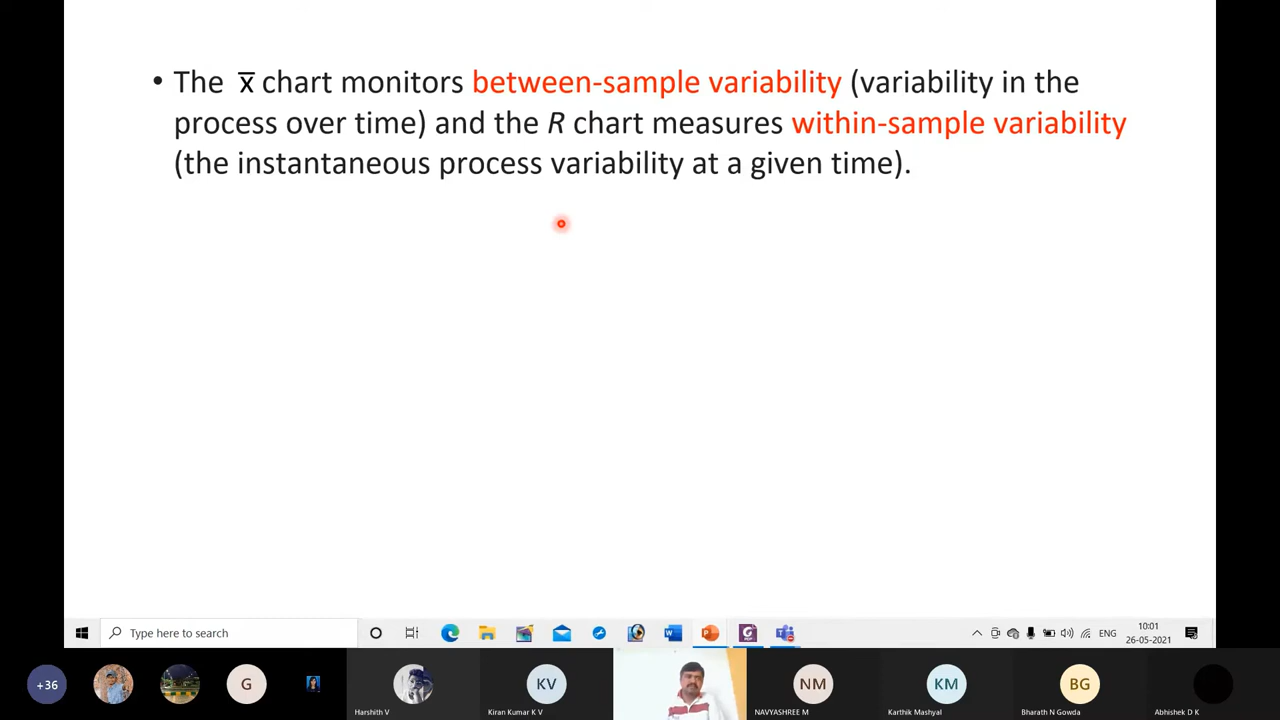 • The x̅ chart monitors between-sample variability (variability in the
process over time) and the R chart measures within-sample variability
(the instantaneous process variability at a given time).
Type here to search
ENG
10:01
26-05-2021
+36
G
KV
NM
KM
BG
Harshith V
Kiran Kumar K V
NAVYASHREE M
Karthik Mashyal
Bharath N Gowda
Abhishek D K